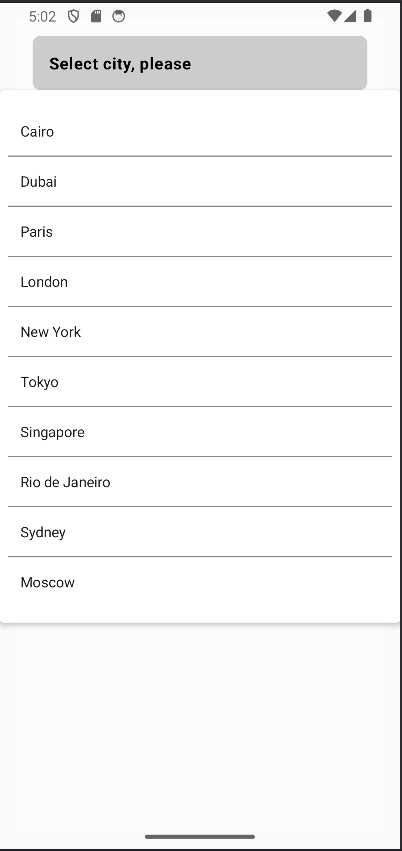 5:02
Select city, please
Cairo
Dubai
Paris
London
New York
Tokyo
Singapore
Rio de Janeiro
Sydney
Moscow